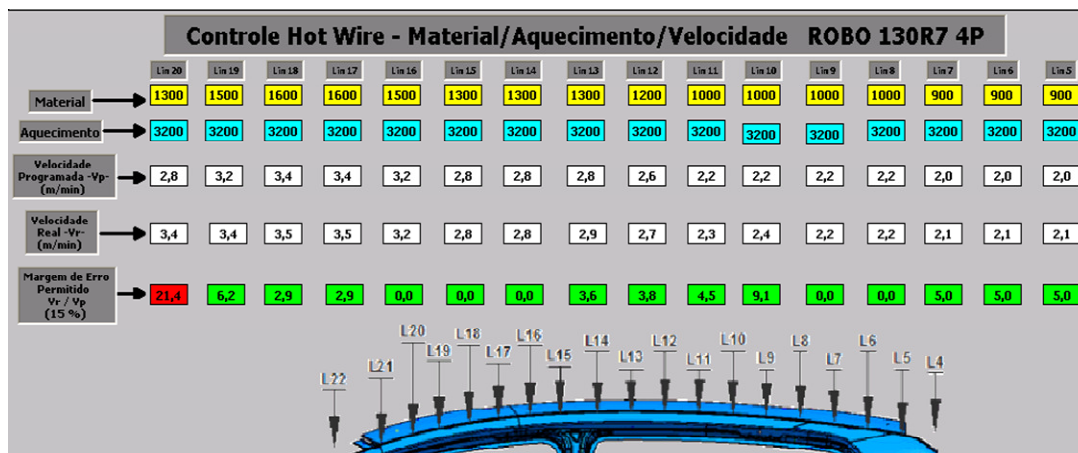 Controle Hot Wire - Material/Aquecimento/Velocidade ROBO 130R7 4P
Lin 20 Lin 19 Lin 18 Lin 17 Lin 16 Lin 15 Lin 14 Lin 13 Lin 12 Lin 11 Lin 10 Lin 9 Lin 8 Lin 7 Lin 6 Lin 5
Material 1300 1500 1600 1600 1500 1300 1300 1300 1200 1000 1000 1000 1000 900 900 900
Aquecimento 3200 3200 3200 3200 3200 3200 3200 3200 3200 3200 3200 3200 3200 3200 3200 3200
Velocidade
Programada -Vp- 2,8 3,2 3,4 3,4 3,2 2,8 2,8 2,8 2,6 2,2 2,2 2,2 2,2 2,0 2,0 2,0
(m/min)
Velocidade
Real -Vr- 3,4 3,4 3,5 3,5 3,2 2,8 2,8 2,9 2,7 2,3 2,4 2,2 2,2 2,1 2,1 2,1
(m/min)
Margem de Erro
Permitido
Vr / Vp 21,4 6,2 2,9 2,9 0,0 0,0 0,0 3,6 3,8 4,5 9,1 0,0 0,0 5,0 5,0 5,0
(15 %)
L22 L21 L20 L19 L18 L17 L16 L15 L14 L13 L12 L11 L10 L9 L8 L7 L6 L5 L4